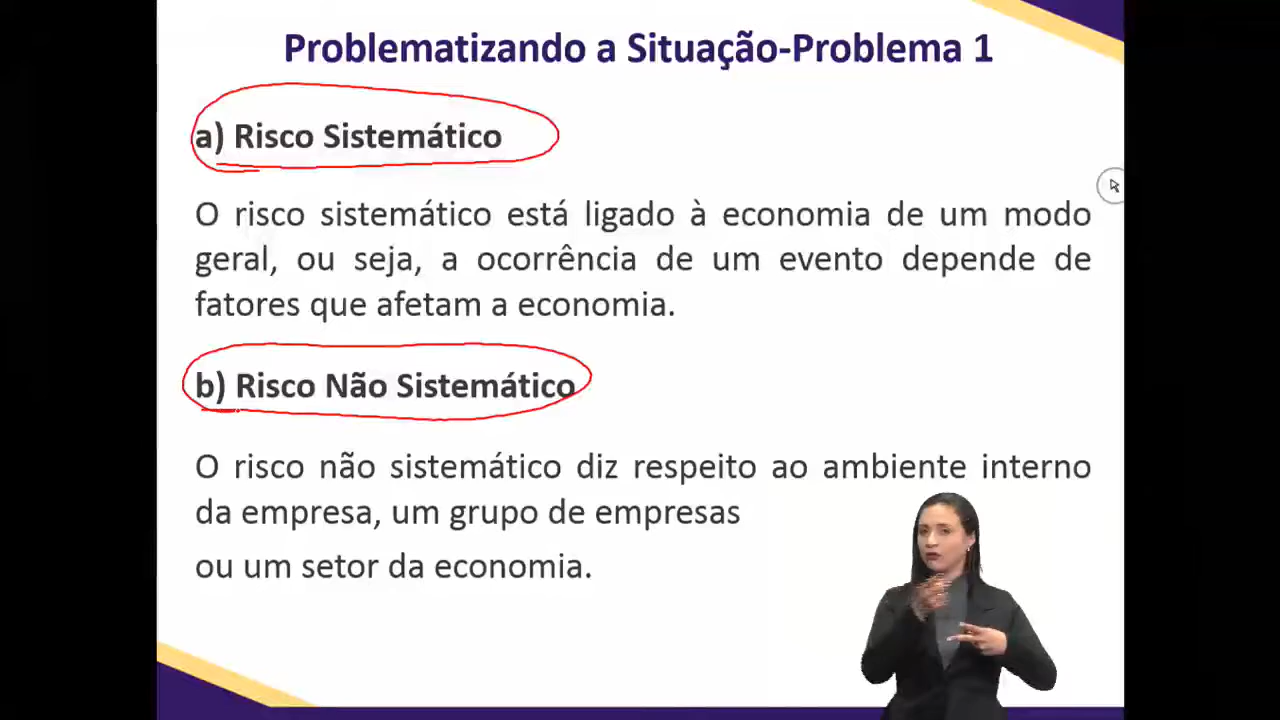 Problematizando a Situação-Problema 1
a) Risco Sistemático
O risco sistemático está ligado à economia de um modo
geral, ou seja, a ocorrência de um evento depende de
fatores que afetam a economia.
b) Risco Não Sistemático
O risco não sistemático diz respeito ao ambiente interno
da empresa, um grupo de empresas
ou um setor da economia.